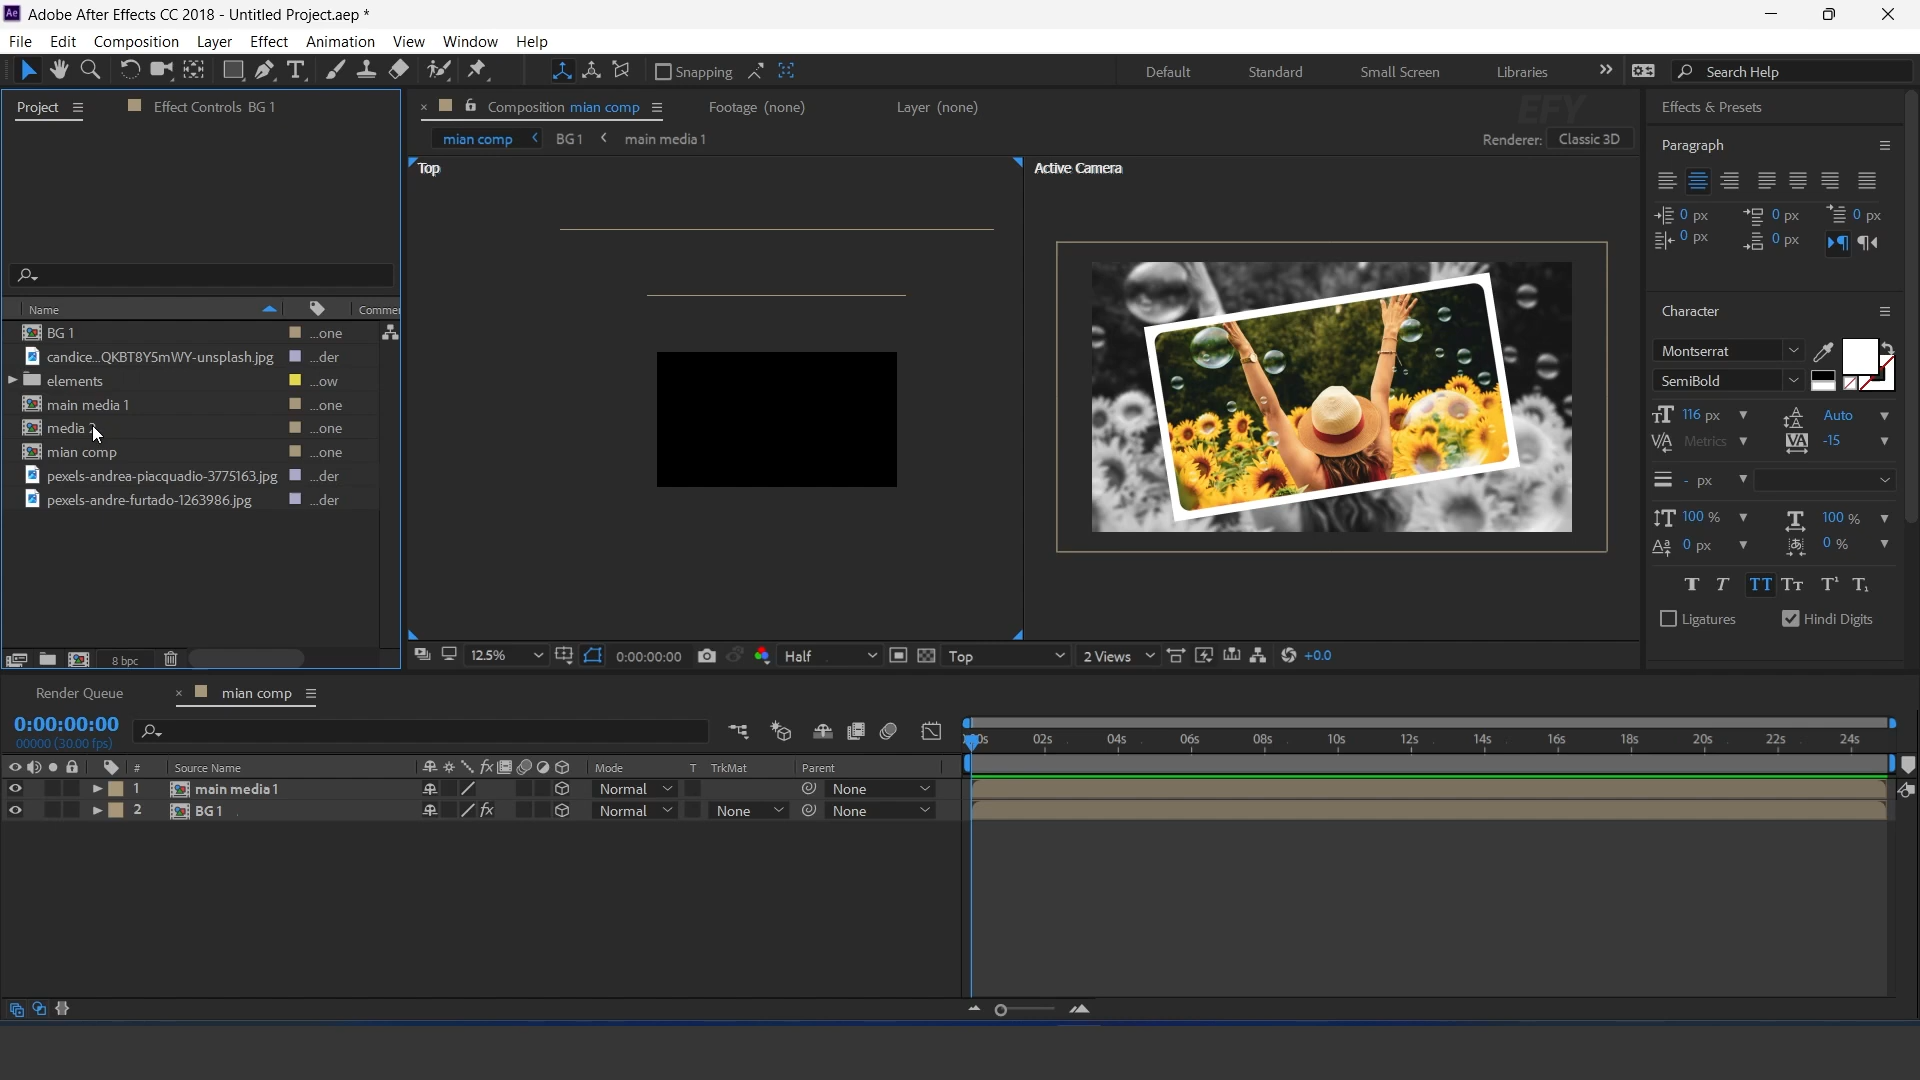 Adobe After Effects CC 2018 - Untitled Project.aep *
File Edit Composition Layer Effect Animation View Window Help
Snapping Default Standard Small Screen Libraries Search Help
Project Effect Controls BG 1 Composition mian comp Footage (none) Layer (none) EFY Effects & Presets
mian comp BG 1 main media 1 Renderer: Classic 3D Paragraph
Top Active Camera
0 px 0 px 0 px
0 px 0 px
Name Commen
BG 1 ...one
candice...QKBT8Y5mWY-unsplash.jpg ...der
elements ...ow
main media 1 ...one
media 2 ...one
mian comp ...one
pexels-andrea-piacquadio-3775163.jpg ...der
pexels-andre-furtado-1263986.jpg ...der
Character
Montserrat
SemiBold
116 px Auto
Metrics -15
- px
100 % 100 %
0 px 0 %
Ligatures Hindi Digits
8 bpc 12.5% 0:00:00:00 Half Top 2 Views +0.0
Render Queue mian comp
0:00:00:00
00000 (30.00 fps)
02s 04s 06s 08s 10s 12s 14s 16s 18s 20s 22s 24s
# Source Name Mode T TrkMat Parent
1 main media 1 Normal None
2 BG 1 Normal None None